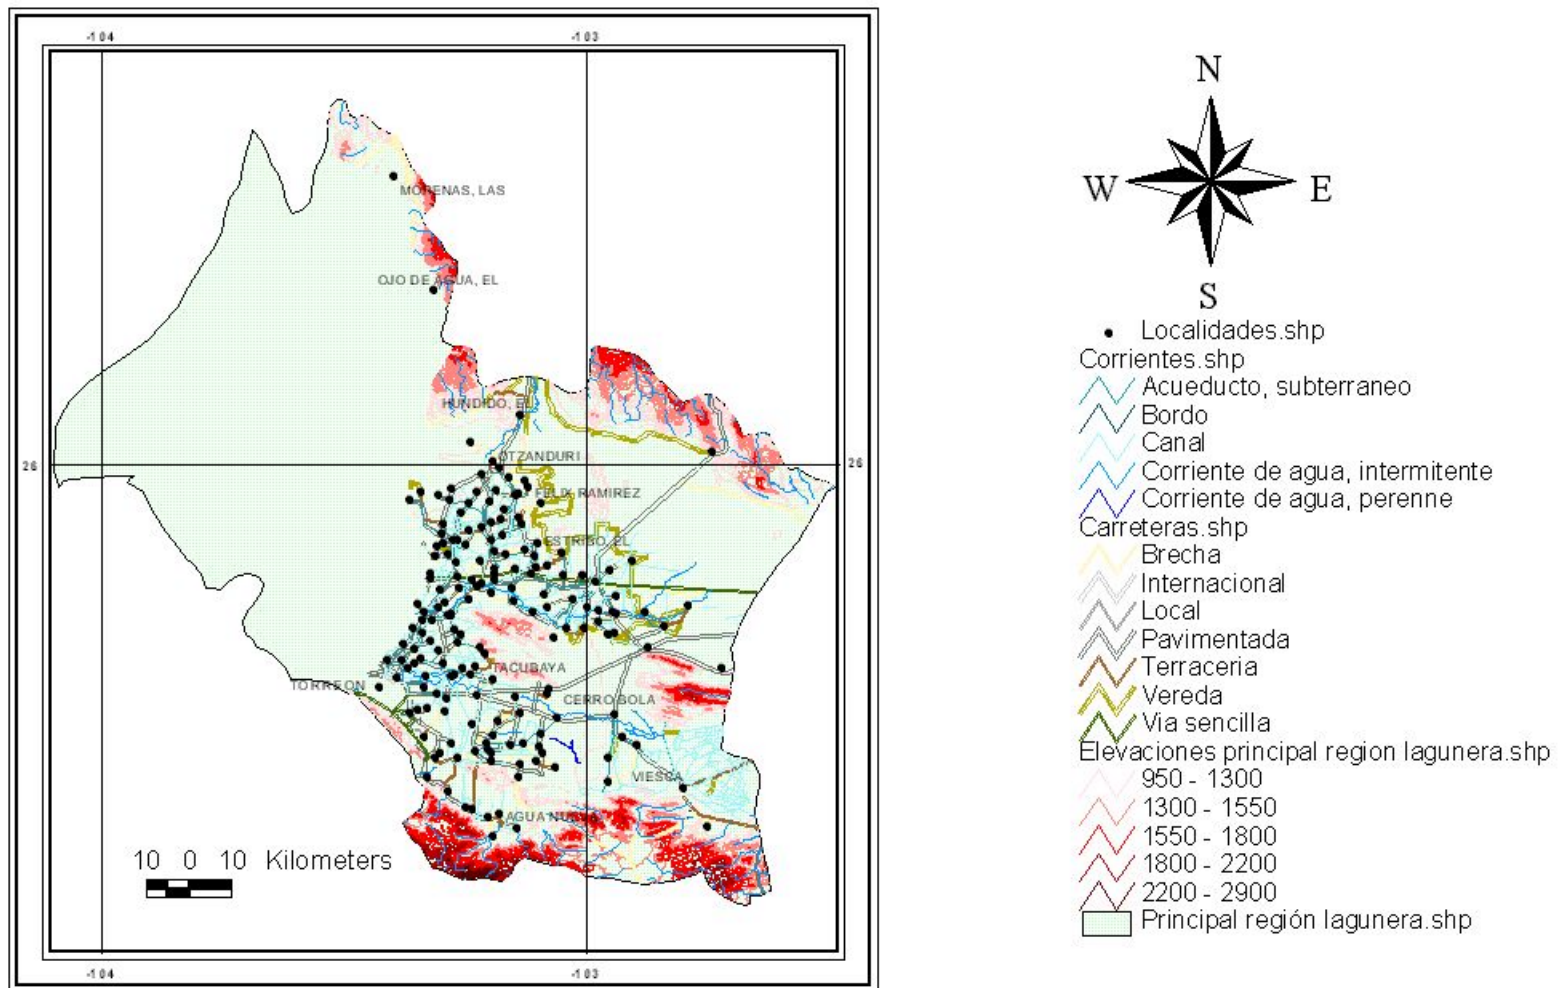 -104 -103
MORENAS, LAS
OJO DE AGUA, EL
HUNDIDO, EL
OTZANDURI
26 26
FELIX RAMIREZ
ESTRIBO, EL
TACUBAYA
TORREON
CERRO BOLA
VIESCA
AGUA NUEVA
10 0 10 Kilometers
-104 -103
N
W E
S
Localidades.shp
Corrientes.shp
Acueducto, subterraneo
Bordo
Canal
Corriente de agua, intermitente
Corriente de agua, perenne
Carreteras.shp
Brecha
Internacional
Local
Pavimentada
Terraceria
Vereda
Via sencilla
Elevaciones principal region lagunera.shp
950 - 1300
1300 - 1550
1550 - 1800
1800 - 2200
2200 - 2900
Principal región lagunera.shp